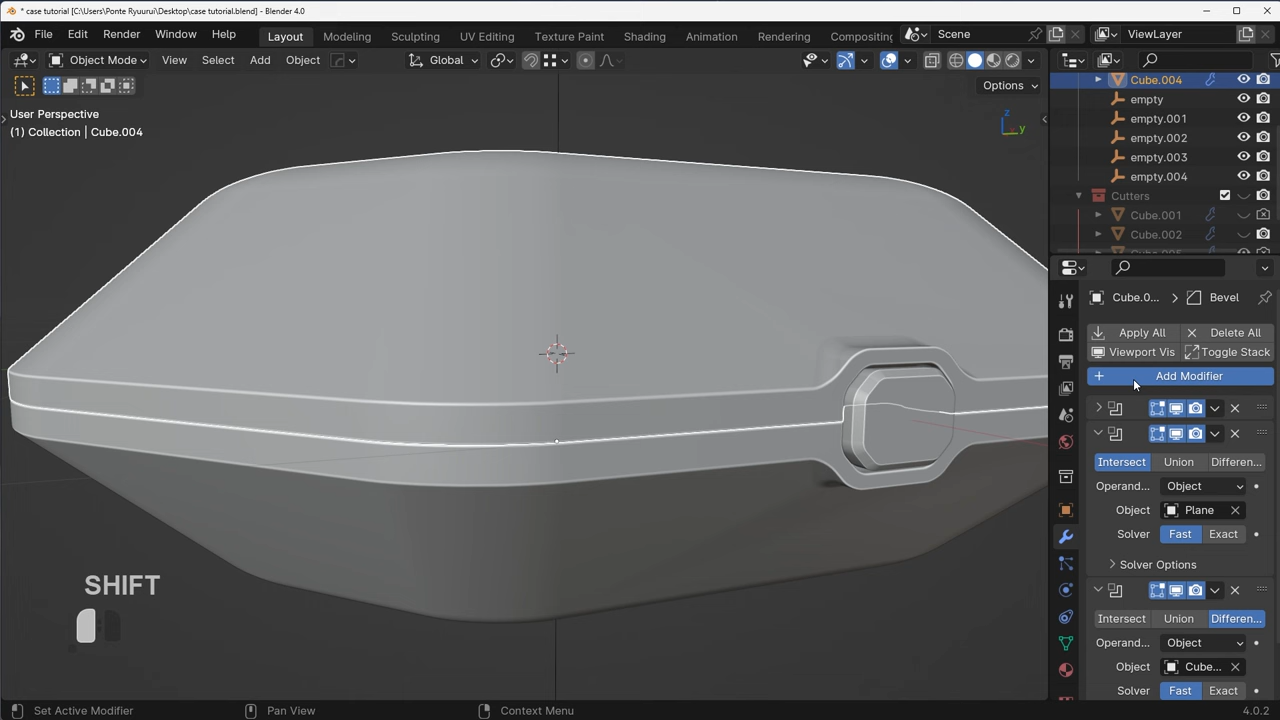 * case tutorial [C:\Users\Ponte Ryuurui\Desktop\case tutorial.blend] - Blender 4.0
File Edit Render Window Help Layout Modeling Sculpting UV Editing Texture Paint Shading Animation Rendering Compositing Scene ViewLayer
Object Mode View Select Add Object Global
Options
User Perspective
(1) Collection | Cube.004
z
y
Cube.004
empty
empty.001
empty.002
empty.003
empty.004
Cutters
Cube.001
Cube.002
Cube.0... > Bevel
Apply All Delete All
Viewport Vis Toggle Stack
+ Add Modifier
Intersect Union Differen...
Operand... Object
Object Plane
Solver Fast Exact
> Solver Options
Intersect Union Differen...
Operand... Object
Object Cube...
Solver Fast Exact
SHIFT
Set Active Modifier Pan View Context Menu 4.0.2